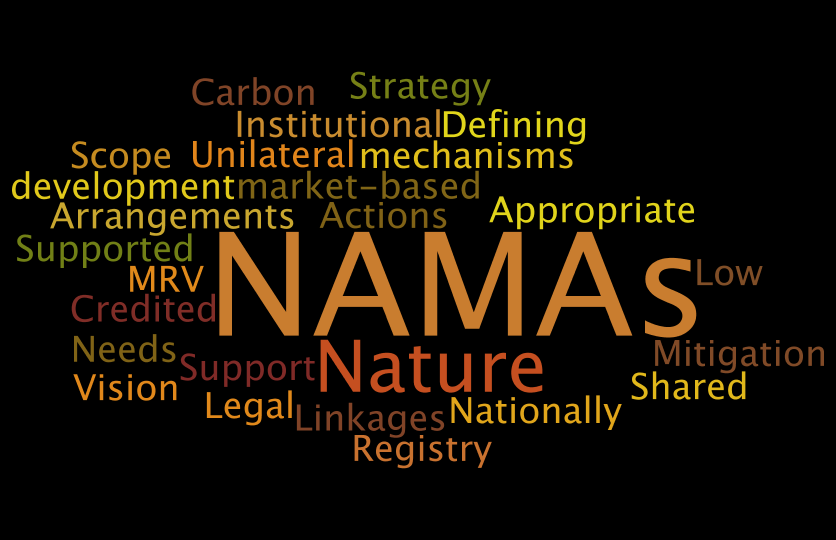 Carbon Strategy
Institutional Defining
Scope Unilateral mechanisms
development market-based
Arrangements Actions Appropriate
Supported
NAMAs
MRV Low
Credited
Needs Support Nature Mitigation
Vision Shared
Legal Linkages Nationally
Registry